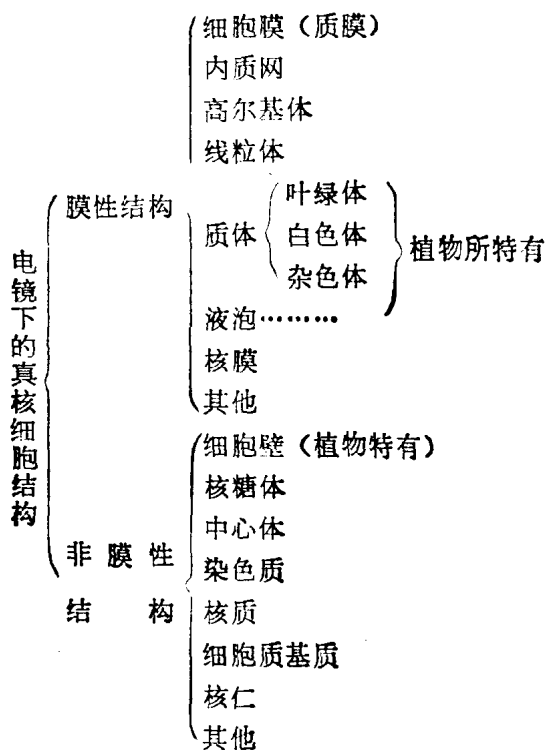 电镜下的真核细胞结构
膜性结构
细胞膜（质膜）
内质网
高尔基体
线粒体
质体
叶绿体
白色体
杂色体
液泡………
植物所特有
核膜
其他
非膜性
结构
细胞壁（植物特有）
核糖体
中心体
染色质
核质
细胞质基质
核仁
其他